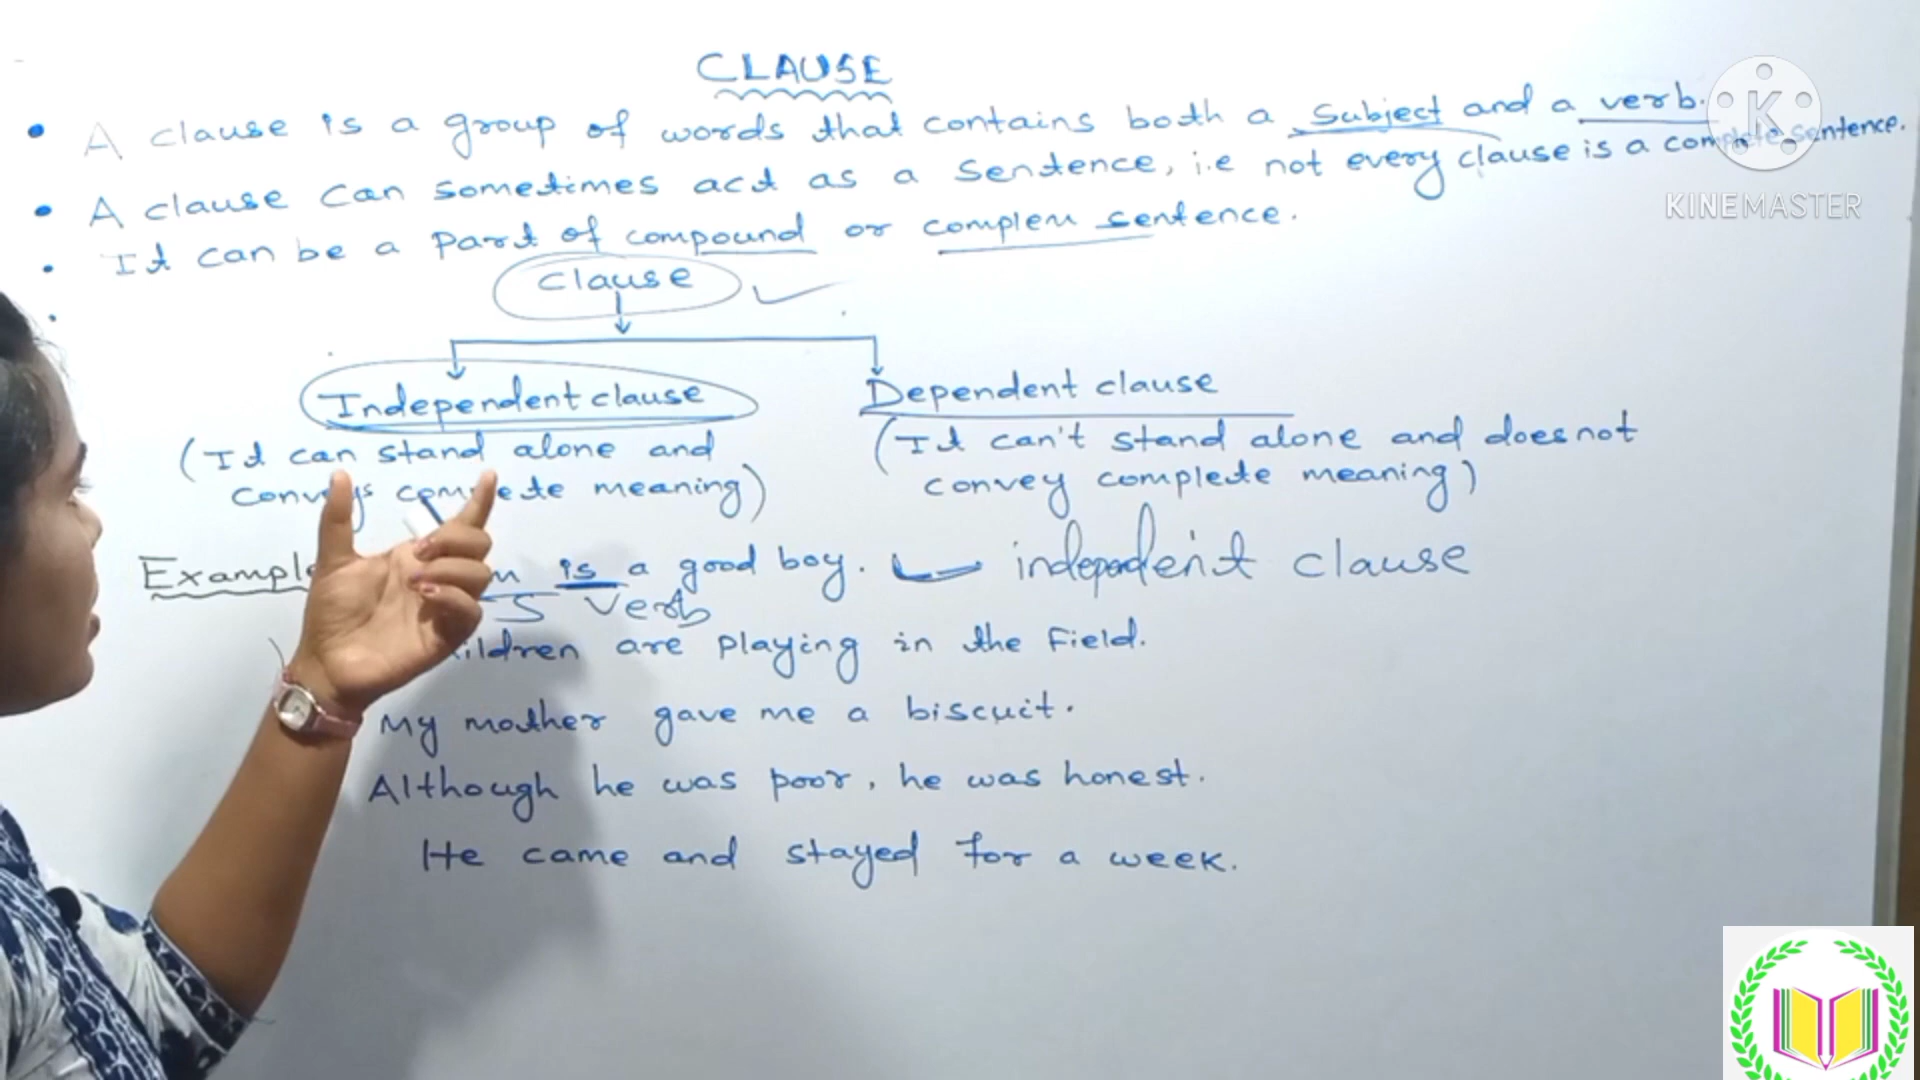 CLAUSE
• A clause is a group of words that contains both a subject and a verb.
• A clause can sometimes act as a sentence, i.e not every clause is a complete sentence.
• It can be a part of compound or complex sentence.
clause
Independent clause
Dependent clause
(It can stand alone and
conveys complete meaning)
(It can't stand alone and does not
convey complete meaning)
is a good boy. independent clause
S Verb
are playing in the field.
My mother gave me a biscuit.
Although he was poor, he was honest.
He came and stayed for a week.
K
KINEMASTER